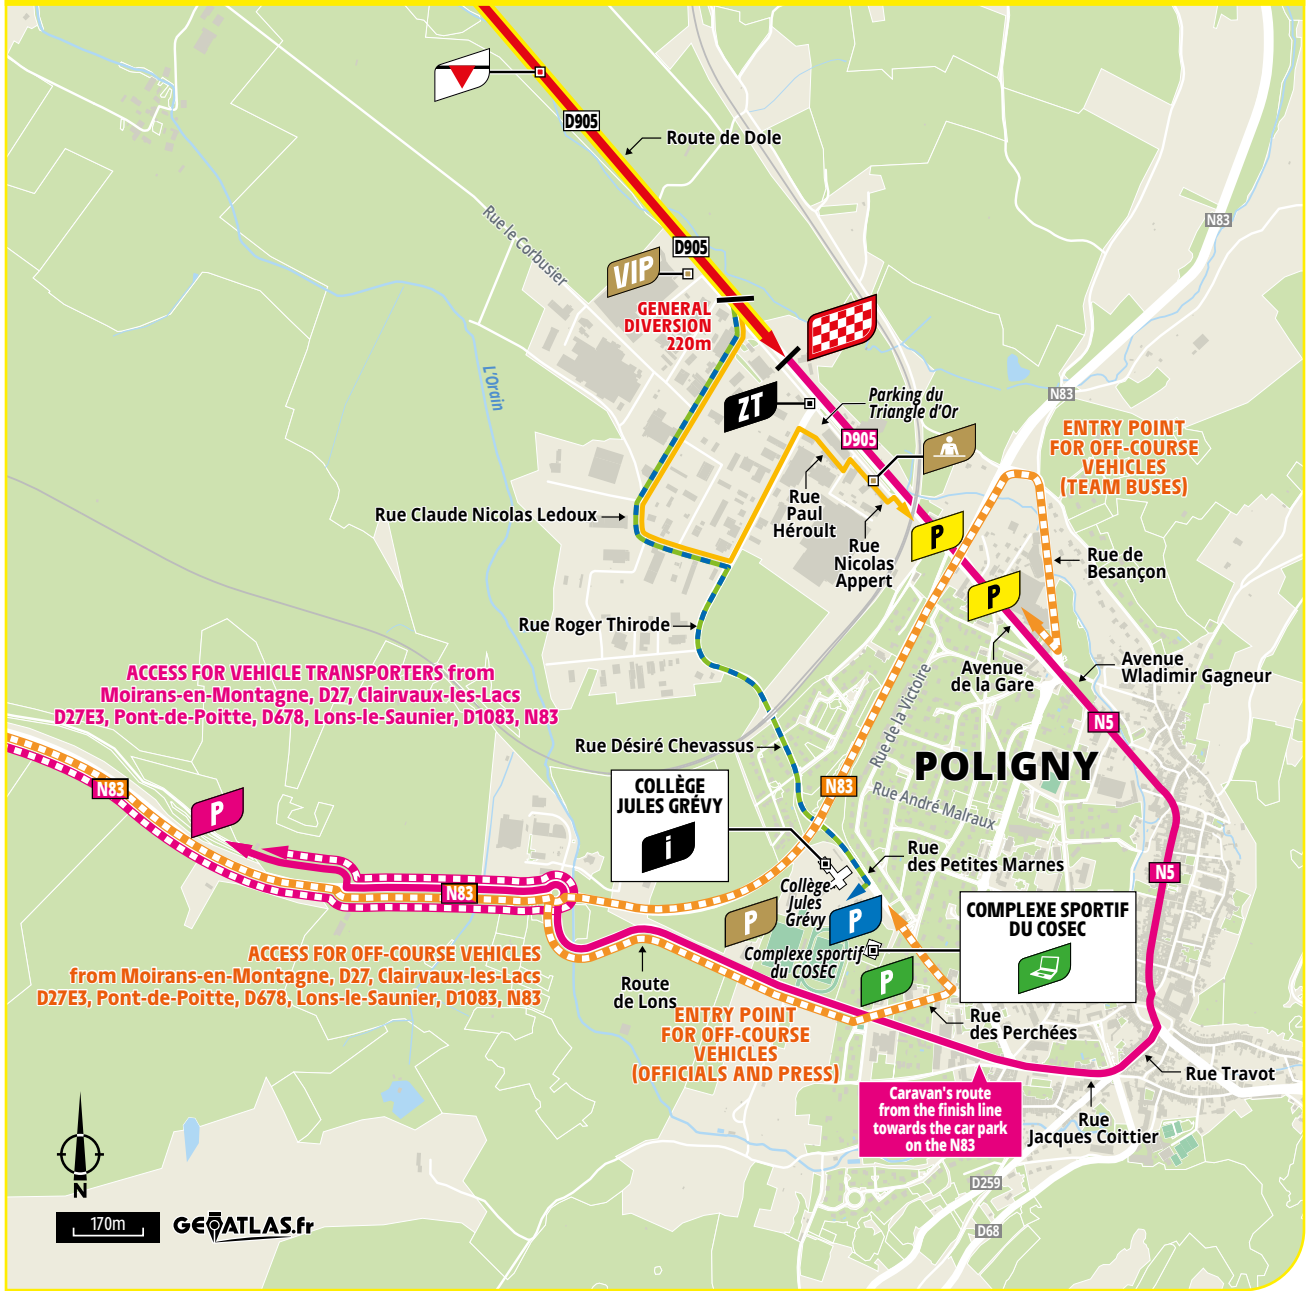 D905
Route de Dole
Rue le Corbusier
D905
VIP
N83
GENERAL
DIVERSION
220m
L'Orain
ZT
Parking du
Triangle d'Or
N83
D905
ENTRY POINT
FOR OFF-COURSE
VEHICLES
(TEAM BUSES)
Rue Claude Nicolas Ledoux
Rue
Paul
Héroult
Rue
Nicolas
Appert
P
Rue de
Besançon
P
Rue Roger Thirode
Avenue
de la Gare
Avenue
Wladimir Gagneur
ACCESS FOR VEHICLE TRANSPORTERS from
Moirans-en-Montagne, D27, Clairvaux-les-Lacs
D27E3, Pont-de-Poitte, D678, Lons-le-Saunier, D1083, N83
Rue de la Victoire
N5
Rue Désiré Chevassus
POLIGNY
N83
P
COLLÈGE
JULES GRÉVY
i
N83
Rue André Malraux
Rue
des Petites Marnes
N5
N83
Collège
Jules
Grévy
P
P
COMPLEXE SPORTIF
DU COSEC
Complexe sportif
du COSEC
P
ACCESS FOR OFF-COURSE VEHICLES
from Moirans-en-Montagne, D27, Clairvaux-les-Lacs
D27E3, Pont-de-Poitte, D678, Lons-le-Saunier, D1083, N83
Route
de Lons
ENTRY POINT
FOR OFF-COURSE
VEHICLES
(OFFICIALS AND PRESS)
Rue
des Perchées
Rue Travot
Caravan's route
from the finish line
towards the car park
on the N83
Rue
Jacques Coittier
D259
D68
N
170m
GEOATLAS.fr